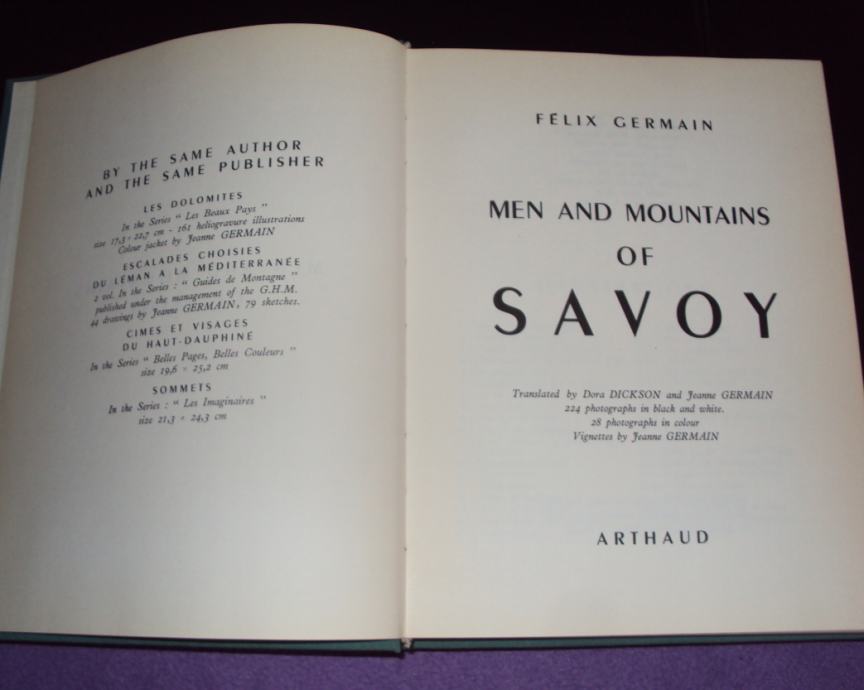 BY THE SAME AUTHOR
AND THE SAME PUBLISHER
LES DOLOMITES
In the Series " Les Beaux Pays "
size 17,3 × 22,7 cm - 161 heliogravure illustrations
Colour jacket by Jeanne GERMAIN
ESCALADES CHOISIES
DU LÉMAN A LA MÉDITERRANÉE
2 vol. In the Series : " Guides de Montagne "
published under the management of the G.H.M.
44 drawings by Jeanne GERMAIN, 79 sketches.
CIMES ET VISAGES
DU HAUT-DAUPHINÉ
In the Series " Belles Pages, Belles Couleurs "
size 19,6 × 25,2 cm
SOMMETS
In the Series : " Les Imaginaires "
size 21,3 × 24,3 cm
FÉLIX GERMAIN
MEN AND MOUNTAINS
OF
SAVOY
Translated by Dora DICKSON and Jeanne GERMAIN
224 photographs in black and white.
28 photographs in colour
Vignettes by Jeanne GERMAIN
ARTHAUD